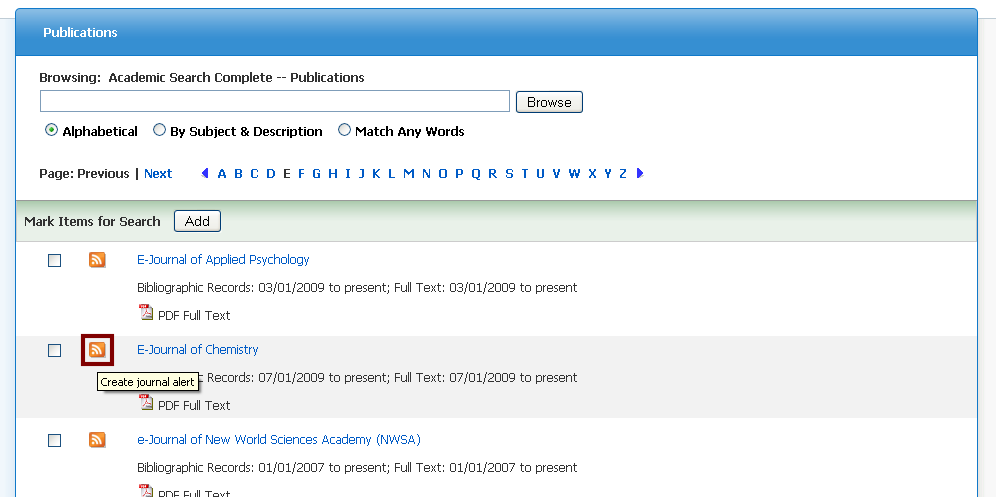 Publications
Browsing: Academic Search Complete -- Publications
Browse
Alphabetical By Subject & Description Match Any Words
Page: Previous | Next A B C D E F G H I J K L M N O P Q R S T U V W X Y Z
Mark Items for Search Add
E-Journal of Applied Psychology
Bibliographic Records: 03/01/2009 to present; Full Text: 03/01/2009 to present
PDF Full Text
E-Journal of Chemistry
Create journal alert Records: 07/01/2009 to present; Full Text: 07/01/2009 to present
PDF Full Text
e-Journal of New World Sciences Academy (NWSA)
Bibliographic Records: 01/01/2007 to present; Full Text: 01/01/2007 to present
PDF Full Text